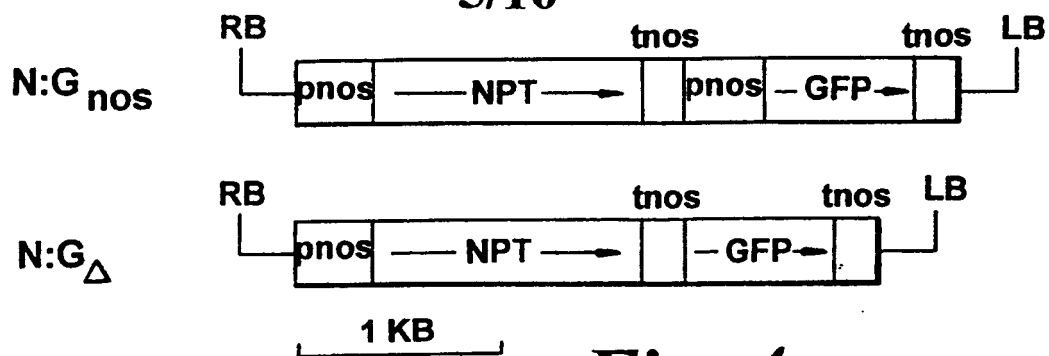 RB tnos tnos LB
N:G nos pnos NPT pnos GFP
RB tnos tnos LB
N:G△ pnos NPT GFP
1 KB